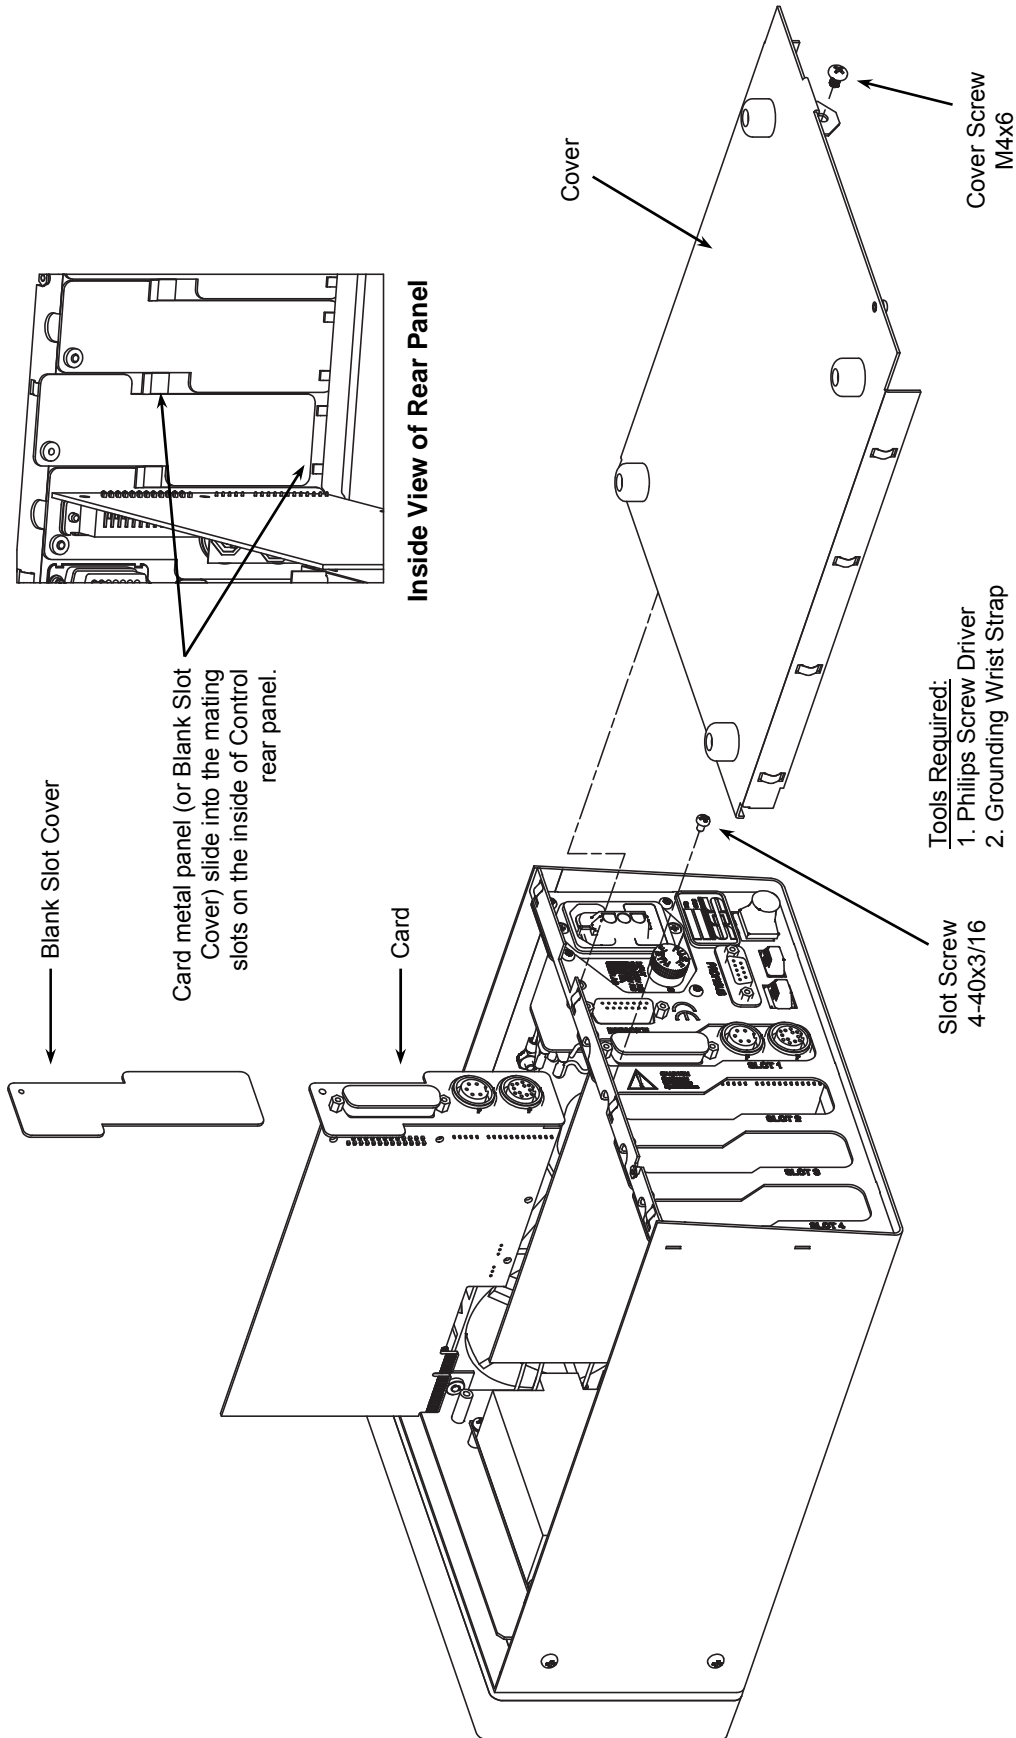 Blank Slot Cover
Card metal panel (or Blank Slot
Cover) slide into the mating
slots on the inside of Control
rear panel.
Inside View of Rear Panel
Card
Cover
Cover Screw
M4x6
Slot Screw
4-40x3/16
Tools Required:
1. Philips Screw Driver
2. Grounding Wrist Strap
SLOT 1
SLOT 2
SLOT 3
SLOT 4
CE